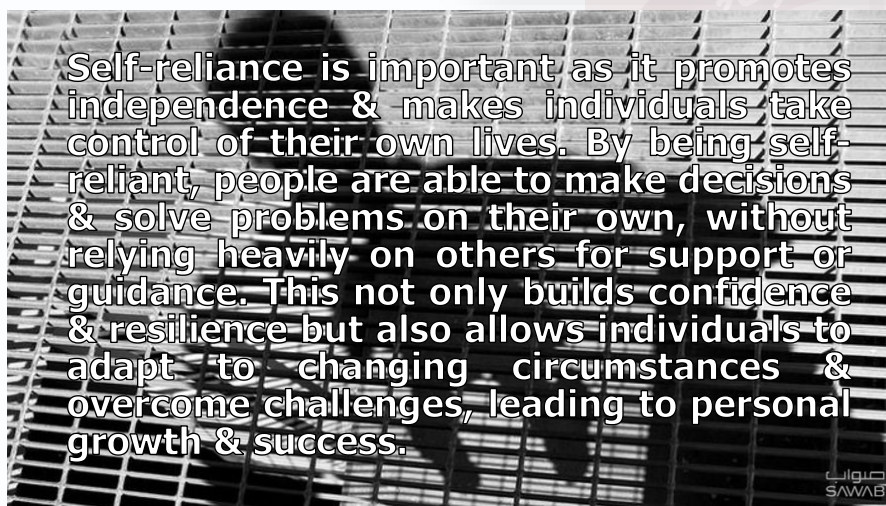 Self-reliance is important as it promotes
independence & makes individuals take
control of their own lives. By being self-
reliant, people are able to make decisions
& solve problems on their own, without
relying heavily on others for support or
guidance. This not only builds confidence
& resilience but also allows individuals to
adapt to changing circumstances &
overcome challenges, leading to personal
growth & success.
صواب
SAWAB